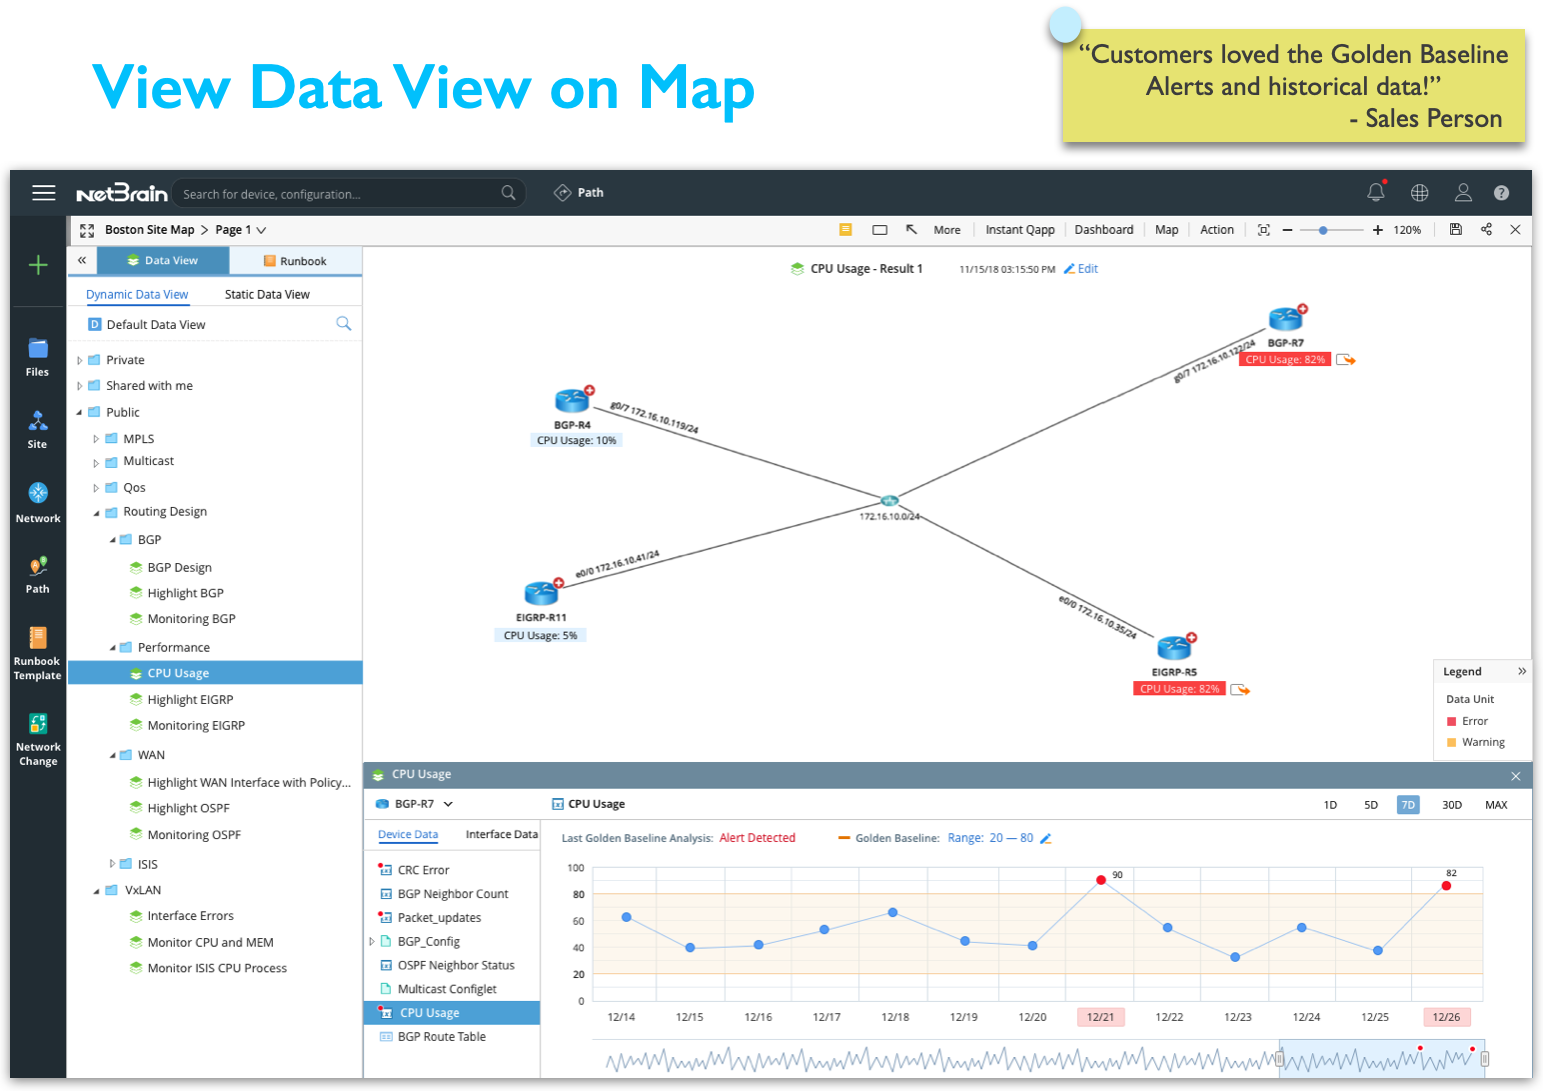 View Data View on Map
“Customers loved the Golden Baseline
Alerts and historical data!”
- Sales Person
netBrain
Search for device, configuration...
Path
?
Boston Site Map > Page 1
More
Instant Qapp
Dashboard
Map
Action
120%
«
Data View
Runbook
Dynamic Data View
Static Data View
D Default Data View
Private
Shared with me
Public
MPLS
Multicast
Qos
Routing Design
BGP
BGP Design
Highlight BGP
Monitoring BGP
Performance
CPU Usage
Highlight EIGRP
Monitoring EIGRP
WAN
Highlight WAN Interface with Policy...
Highlight OSPF
Monitoring OSPF
ISIS
VxLAN
Interface Errors
Monitor CPU and MEM
Monitor ISIS CPU Process
Files
Site
Network
Path
Runbook
Template
Network
Change
CPU Usage - Result 1
11/15/18 03:15:50 PM
Edit
BGP-R7
CPU Usage: 82%
g0/7 172.16.10.122/24
BGP-R4
CPU Usage: 10%
g0/7 172.16.10.119/24
172.16.10.0/24
e0/0 172.16.10.41/24
EIGRP-R11
CPU Usage: 5%
e0/0 172.16.10.35/24
EIGRP-R5
CPU Usage: 82%
Legend »
Data Unit
Error
Warning
CPU Usage
BGP-R7
CPU Usage
1D 5D 7D 30D MAX
Device Data
Interface Data
CRC Error
BGP Neighbor Count
Packet_updates
BGP_Config
OSPF Neighbor Status
Multicast Configlet
CPU Usage
BGP Route Table
Last Golden Baseline Analysis: Alert Detected
Golden Baseline: Range: 20 — 80
100
80
60
40
20
0
90
82
12/14 12/15 12/16 12/17 12/18 12/19 12/20 12/21 12/22 12/23 12/24 12/25 12/26